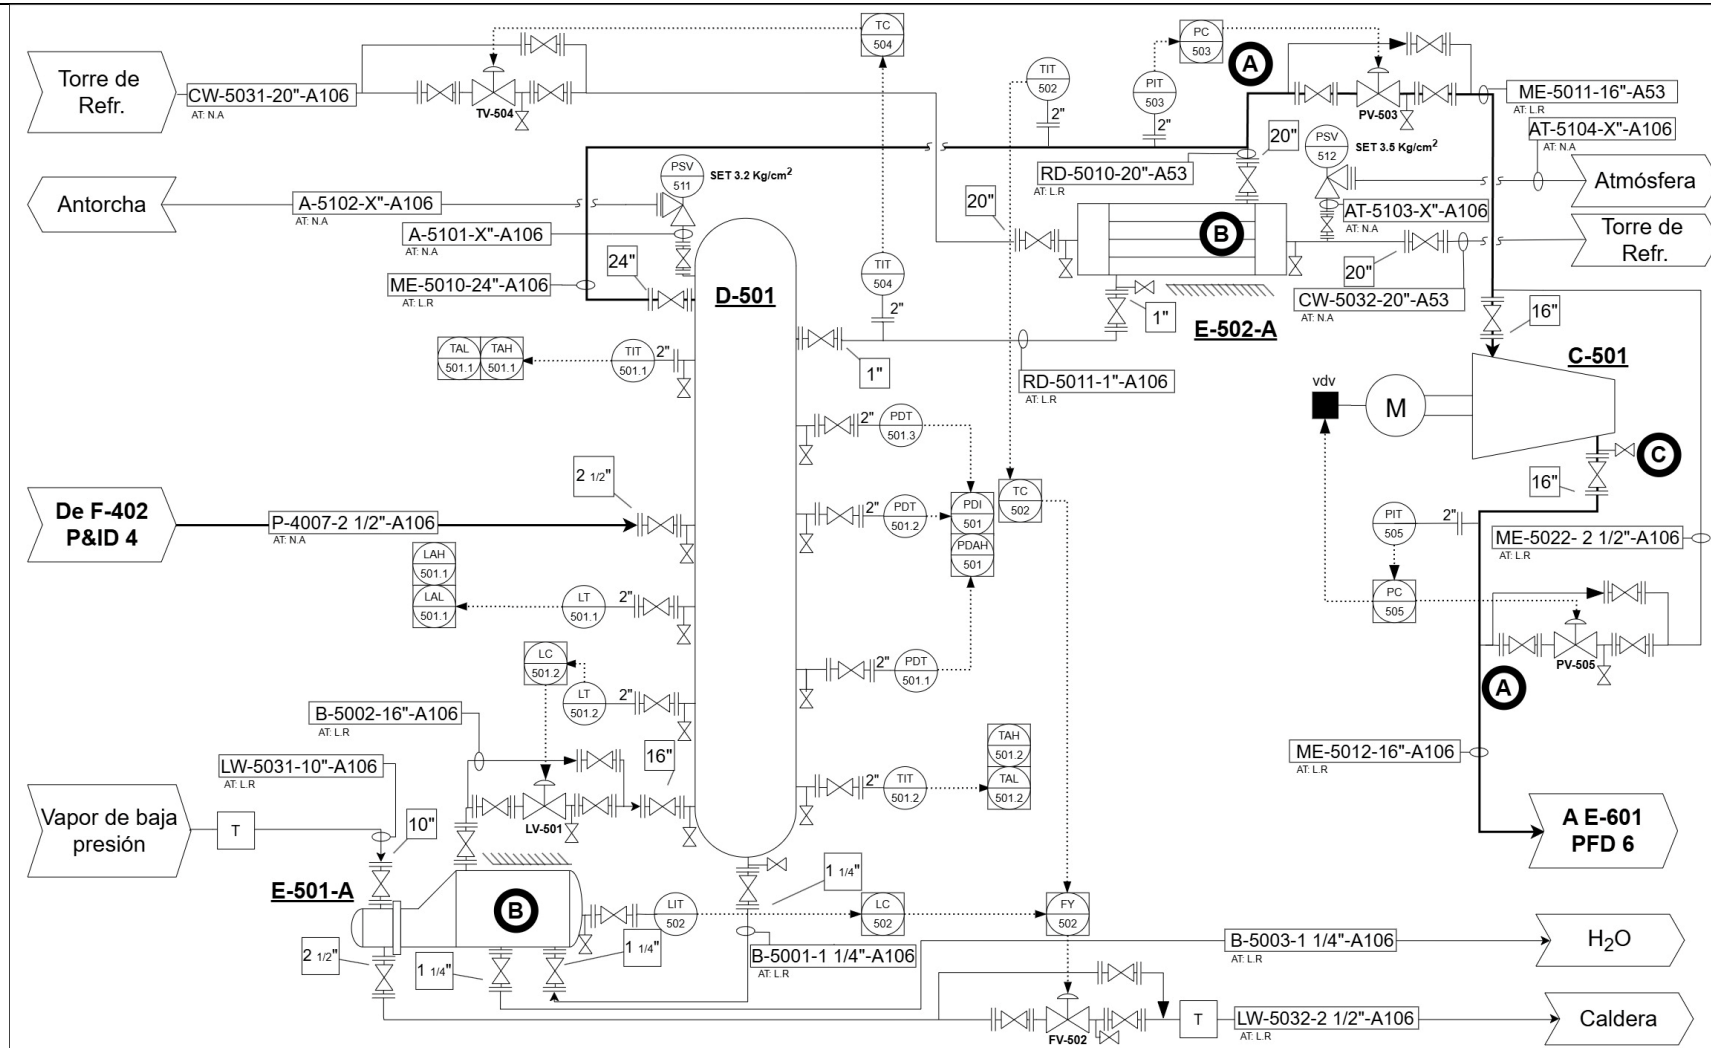 Torre de
Refr.
CW-5031-20"-A106
AT: N.A
TV-504
TC
504
TIT
502
2"
PIT
503
2"
PC
503
A
PV-503
ME-5011-16"-A53
AT: L.R
AT-5104-X"-A106
AT: N.A
Antorcha
A-5102-X"-A106
AT: N.A
PSV
511
SET 3.2 Kg/cm²
A-5101-X"-A106
AT: N.A
ME-5010-24"-A106
AT: L.R
24"
D-501
RD-5010-20"-A53
AT: L.R
20"
20"
PSV
512
SET 3.5 Kg/cm²
Atmósfera
AT-5103-X"-A106
AT: N.A
B
Torre de
Refr.
20"
CW-5032-20"-A53
AT: N.A
TIT
504
2"
1"
E-502-A
16"
TAL
501.1
TAH
501.1
TIT
501.1
2"
1"
RD-5011-1"-A106
AT: L.R
C-501
vdv
M
C
16"
2"
PDT
501.3
2 1/2"
De F-402
P&ID 4
P-4007-2 1/2"-A106
AT: N.A
2"
PDT
501.2
PDI
501
PDAH
501
TC
502
PIT
505
2"
ME-5022- 2 1/2"-A106
AT: L.R
LAH
501.1
LAL
501.1
LT
501.1
2"
PC
505
PV-505
LC
501.2
LT
501.2
2"
2"
PDT
501.1
A
B-5002-16"-A106
AT: L.R
LW-5031-10"-A106
AT: L.R
16"
2"
TIT
501.2
TAH
501.2
TAL
501.2
ME-5012-16"-A106
AT: L.R
Vapor de baja
presión
T
10"
LV-501
A E-601
PFD 6
E-501-A
B
LIT
502
1 1/4"
LC
502
FY
502
2 1/2"
1 1/4"
1 1/4"
B-5001-1 1/4"-A106
AT: L.R
B-5003-1 1/4"-A106
AT: L.R
H₂O
FV-502
T
LW-5032-2 1/2"-A106
AT: L.R
Caldera